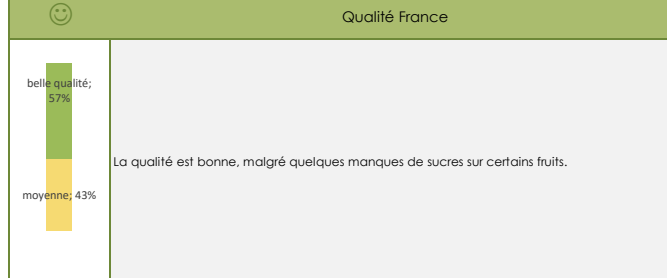 Qualité France
belle qualité;
57%
La qualité est bonne, malgré quelques manques de sucres sur certains fruits.
moyenne; 43%